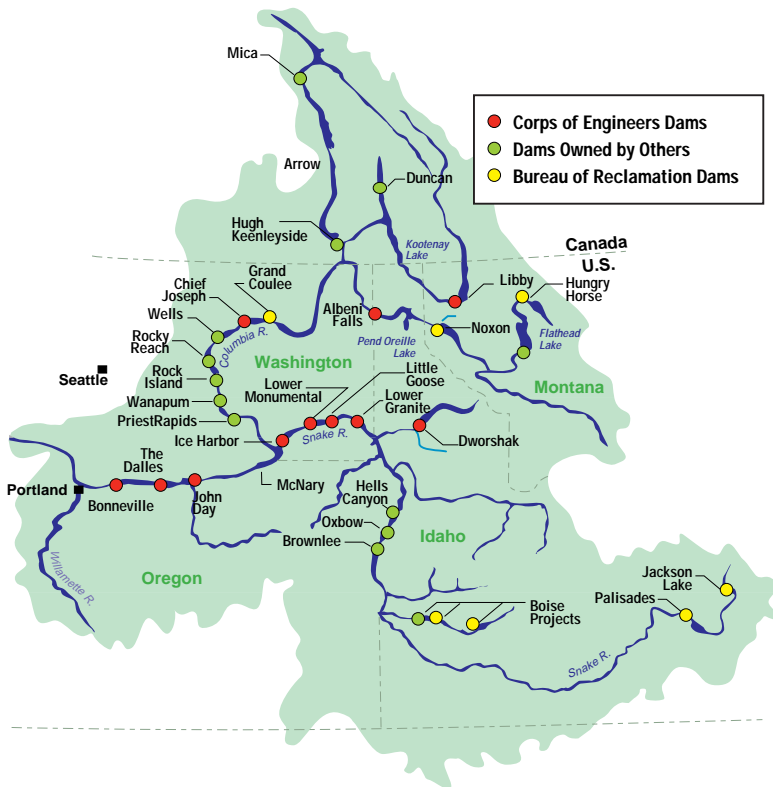 Mica
Corps of Engineers Dams
Dams Owned by Others
Bureau of Reclamation Dams
Arrow
Duncan
Hugh
Keenleyside
Kootenay
Lake
Canada
U.S.
Grand
Coulee
Chief
Joseph
Libby
Hungry
Horse
Albeni
Falls
Wells
Noxon
Columbia R.
Rocky
Reach
Pend Oreille
Lake
Flathead
Lake
Washington
Seattle
Rock
Island
Lower
Monumental
Little
Goose
Montana
Wanapum
Lower
Granite
PriestRapids
Ice Harbor
Snake R.
Dworshak
The
Dalles
McNary
Portland
Bonneville
John
Day
Hells
Canyon
Oxbow
Brownlee
Idaho
Willamette R.
Oregon
Jackson
Lake
Palisades
Boise
Projects
Snake R.